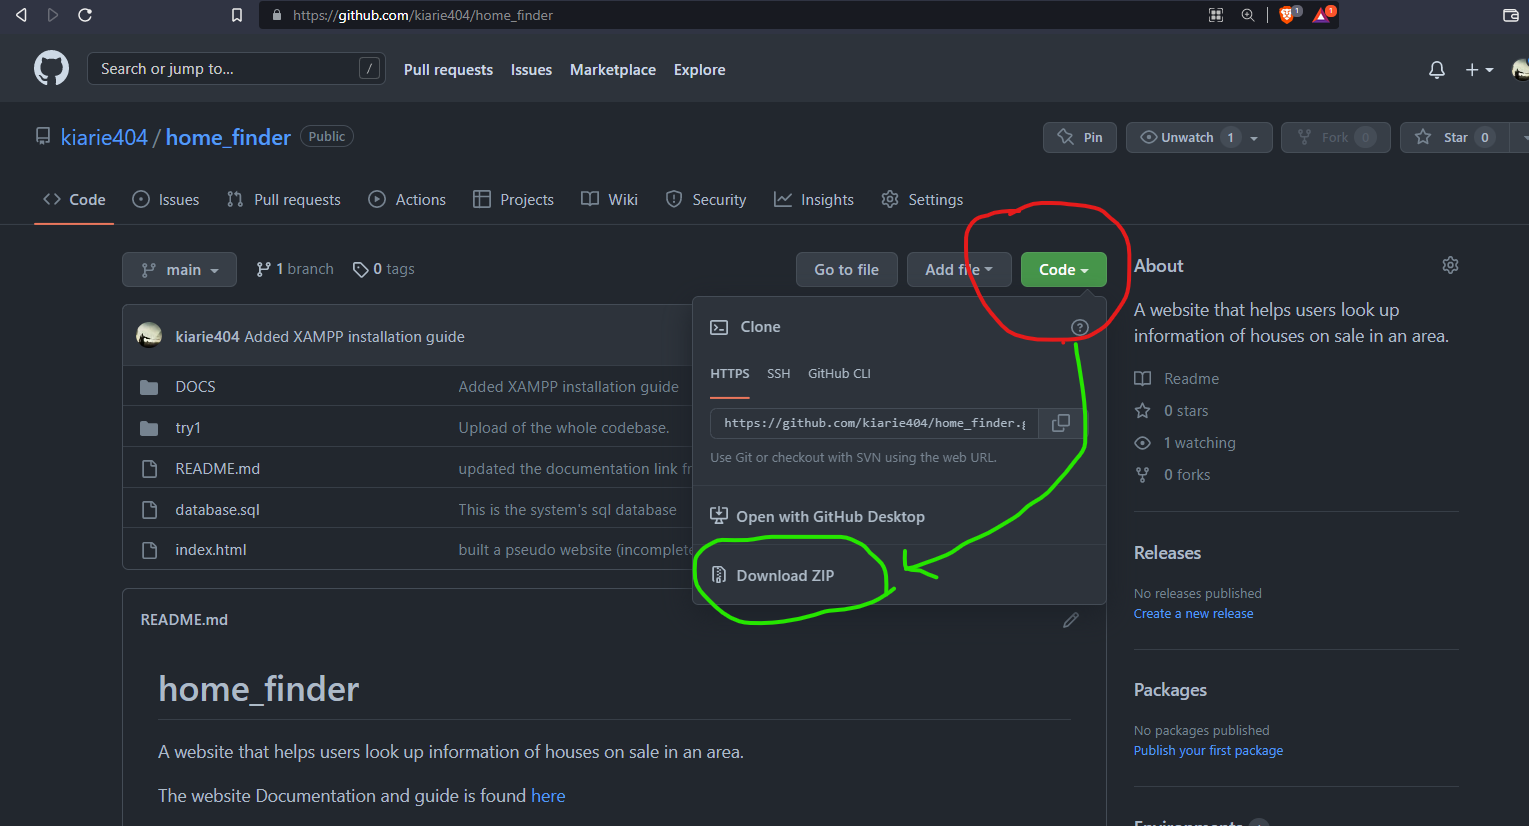 https://github.com/kiarie404/home_finder
1
1
Search or jump to...
/
Pull requests
Issues
Marketplace
Explore
kiarie404 / home_finder
Public
Pin
Unwatch 1
Fork 0
Star 0
Code
Issues
Pull requests
Actions
Projects
Wiki
Security
Insights
Settings
main
1 branch
0 tags
Go to file
Add file
Code
kiarie404 Added XAMPP installation guide
DOCS
Added XAMPP installation guide
try1
Upload of the whole codebase.
README.md
updated the documentation link
database.sql
This is the system's sql database
index.html
built a pseudo website
Clone
?
HTTPS
SSH
GitHub CLI
https://github.com/kiarie404/home_finder.g
Use Git or checkout with SVN using the web URL.
Open with GitHub Desktop
Download ZIP
About
A website that helps users look up
information of houses on sale in an area.
Readme
0 stars
1 watching
0 forks
Releases
No releases published
Create a new release
Packages
No packages published
Publish your first package
README.md
home_finder
A website that helps users look up information of houses on sale in an area.
The website Documentation and guide is found here